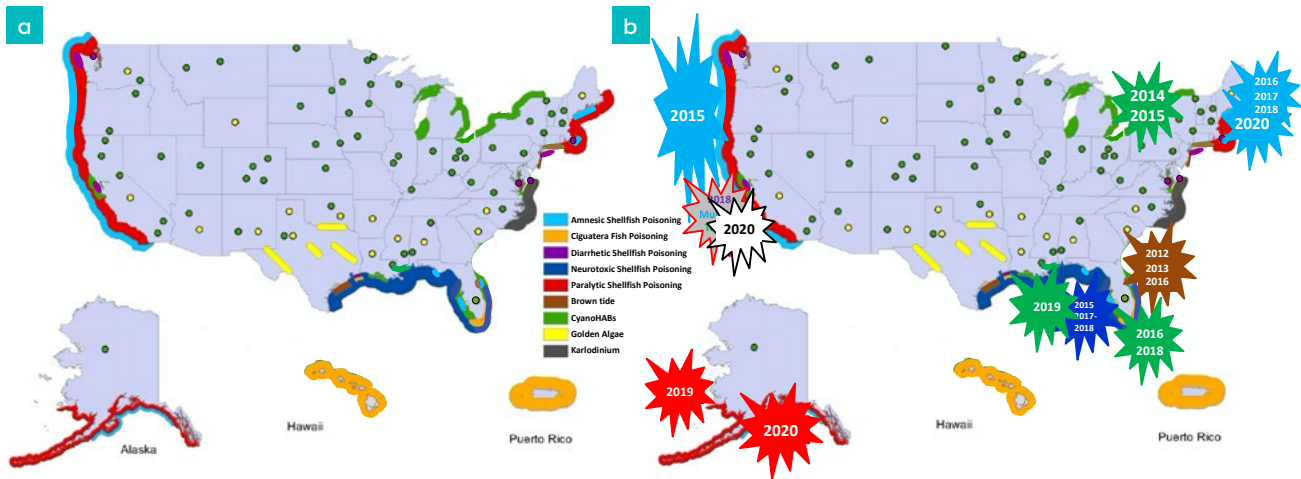 a
Amnesic Shellfish Poisoning
Ciguatera Fish Poisoning
Diarrhetic Shellfish Poisoning
Neurotoxic Shellfish Poisoning
Paralytic Shellfish Poisoning
Brown tide
CyanoHABs
Golden Algae
Karlodinium
Alaska
Hawaii
Puerto Rico
b
2015
2014
2015
2016
2017
2018
2020
2018
Mu
2020
2012
2013
2016
2019
2015
2017-
2018
2016
2018
2019
2020
Hawaii
Puerto Rico